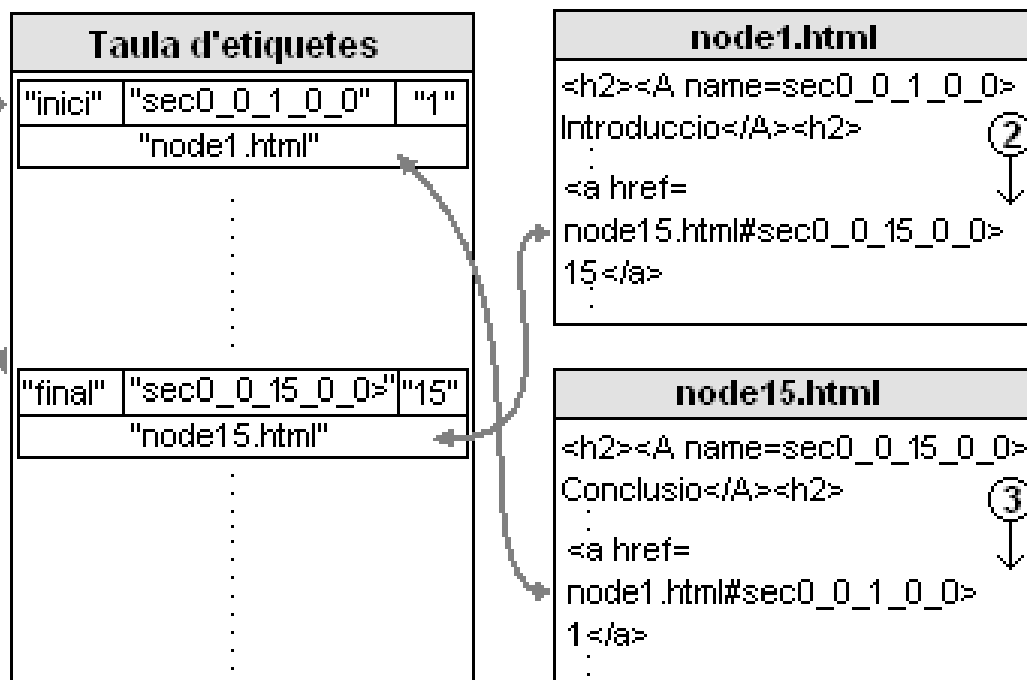 Taula d'etiquetes
"inici" "sec0_0_1_0_0" "1"
"node1.html"
"final" "sec0_0_15_0_0>" "15"
"node15.html"
node1.html
<h2><A name=sec0_0_1_0_0>
Introduccio</A><h2>
2
<a href=
node15.html#sec0_0_15_0_0>
15</a>
node15.html
<h2><A name=sec0_0_15_0_0>
Conclusio</A><h2>
3
<a href=
node1.html#sec0_0_1_0_0>
1</a>